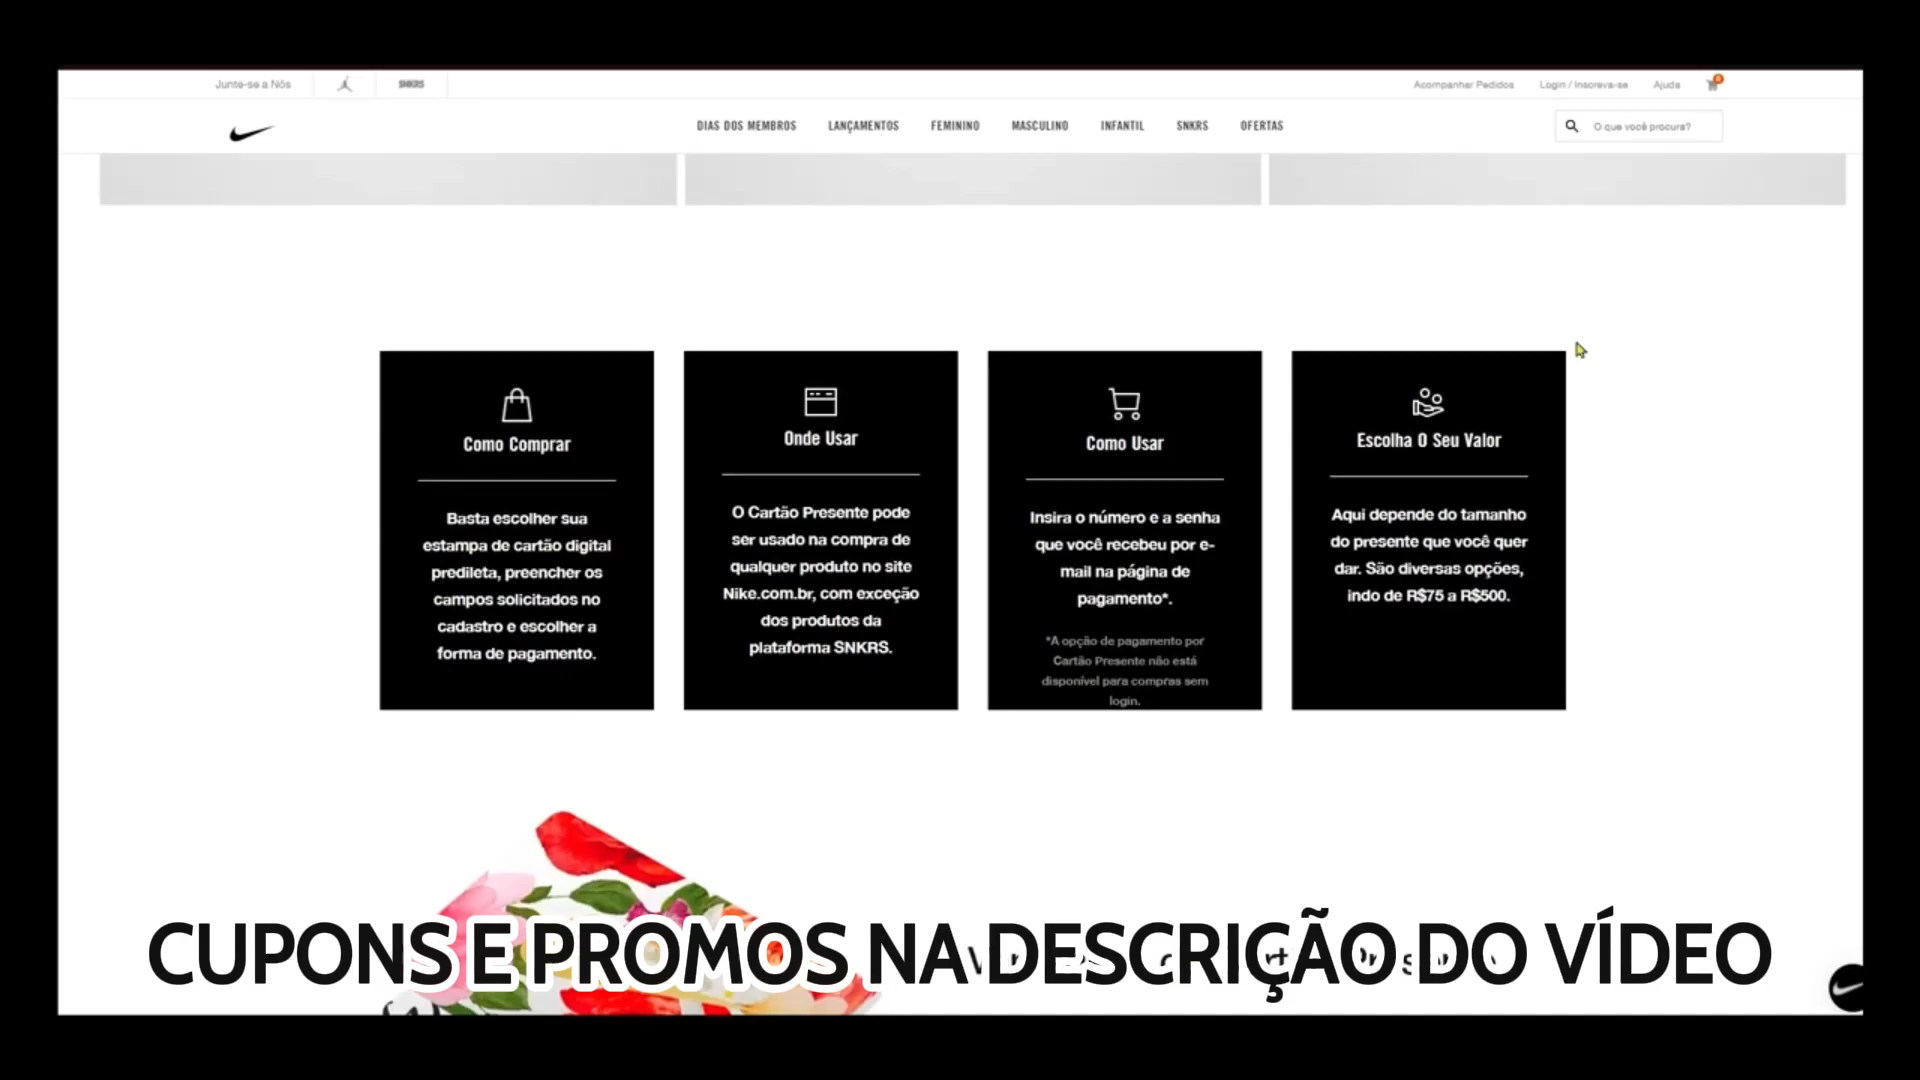 Junte-se a Nós
SNKRS
Acompanhar Pedidos
Login / Inscreva-se
Ajuda
0
DIAS DOS MEMBROS
LANÇAMENTOS
FEMININO
MASCULINO
INFANTIL
SNKRS
OFERTAS
O que você procura?
Como Comprar
Basta escolher sua
estampa de cartão digital
predileta, preencher os
campos solicitados no
cadastro e escolher a
forma de pagamento.
Onde Usar
O Cartão Presente pode
ser usado na compra de
qualquer produto no site
Nike.com.br, com exceção
dos produtos da
plataforma SNKRS.
Como Usar
Insira o número e a senha
que você recebeu por e-
mail na página de
pagamento*.
*A opção de pagamento por
Cartão Presente não está
disponível para compras sem
login.
Escolha O Seu Valor
Aqui depende do tamanho
do presente que você quer
dar. São diversas opções,
indo de R$75 a R$500.
CUPONS E PROMOS NA DESCRIÇÃO DO VÍDEO